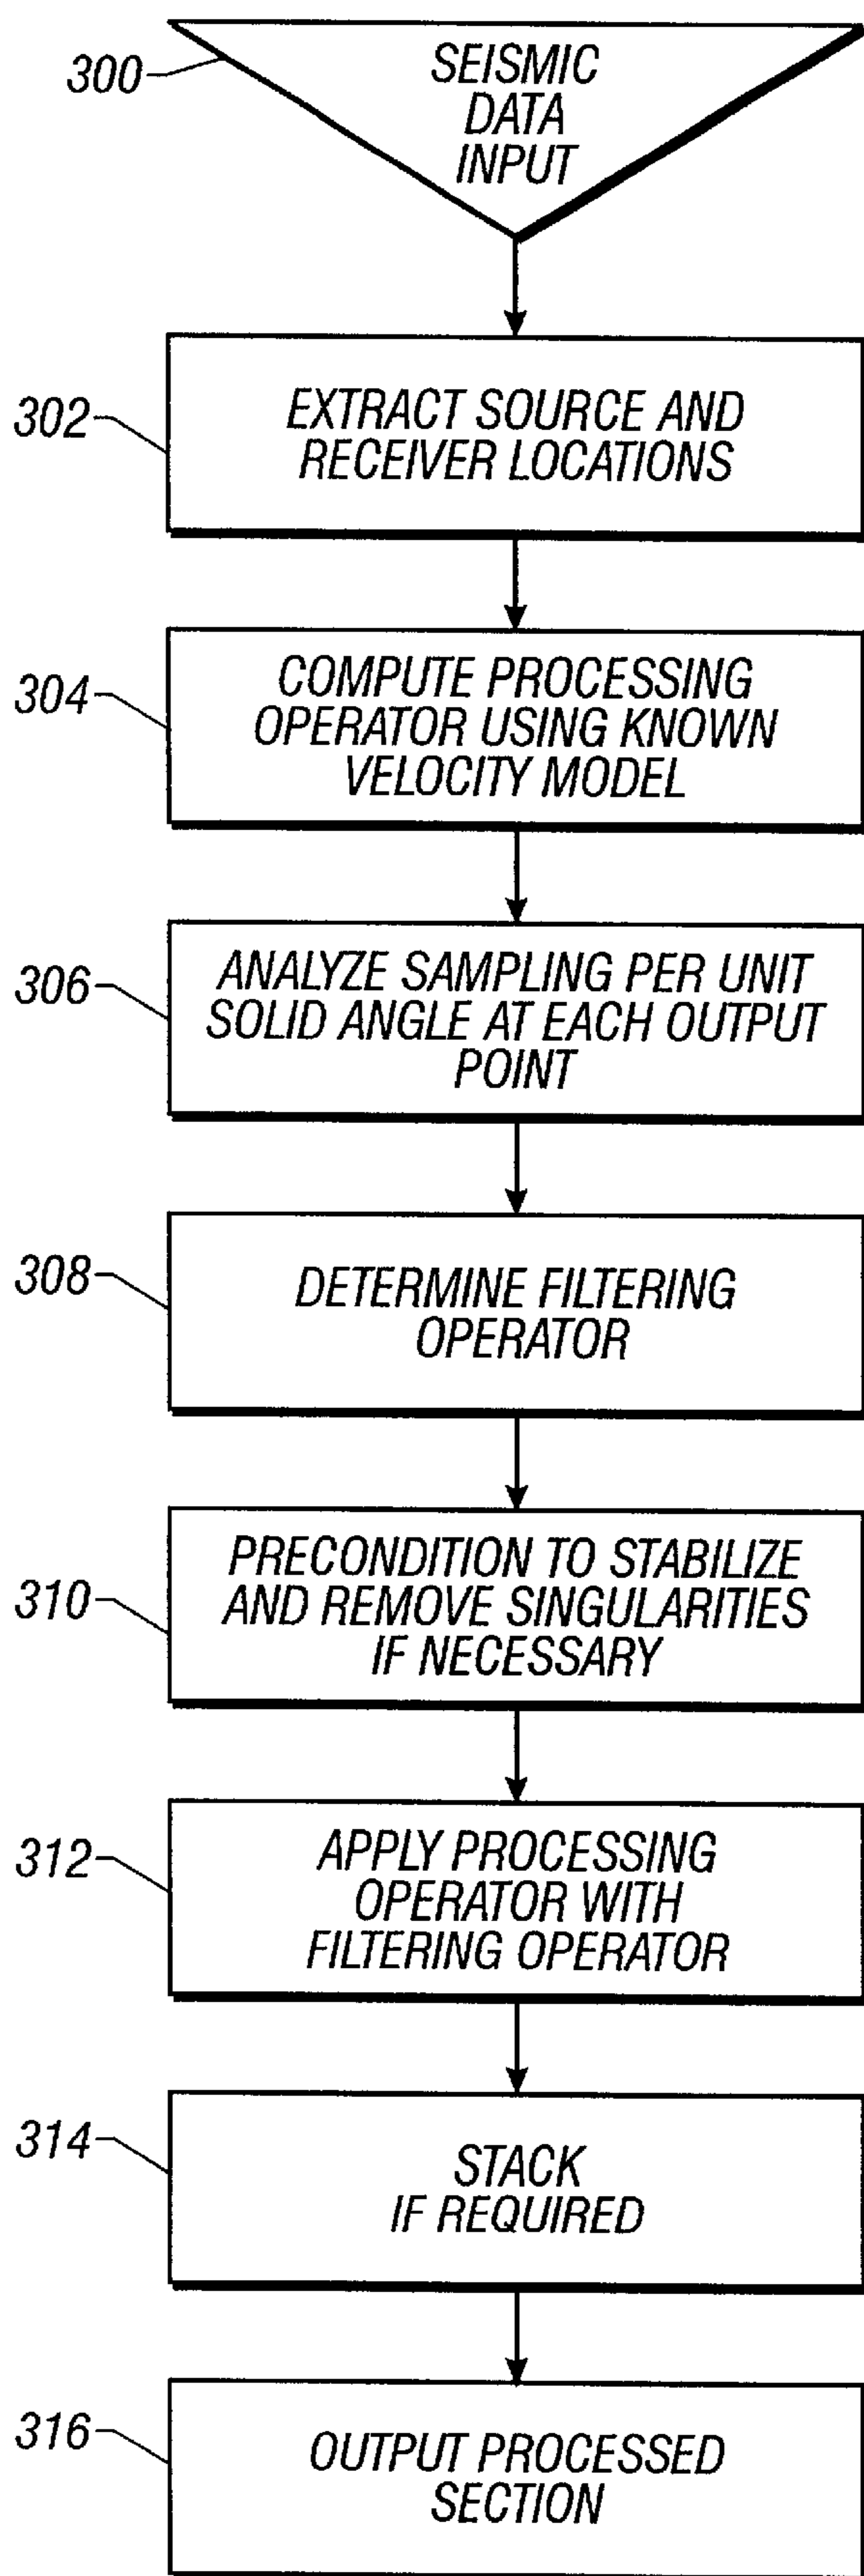 300
SEISMIC
DATA
INPUT
302
EXTRACT SOURCE AND
RECEIVER LOCATIONS
304
COMPUTE PROCESSING
OPERATOR USING KNOWN
VELOCITY MODEL
306
ANALYZE SAMPLING PER UNIT
SOLID ANGLE AT EACH OUTPUT
POINT
308
DETERMINE FILTERING
OPERATOR
310
PRECONDITION TO STABILIZE
AND REMOVE SINGULARITIES
IF NECESSARY
312
APPLY PROCESSING
OPERATOR WITH
FILTERING OPERATOR
314
STACK
IF REQUIRED
316
OUTPUT PROCESSED
SECTION